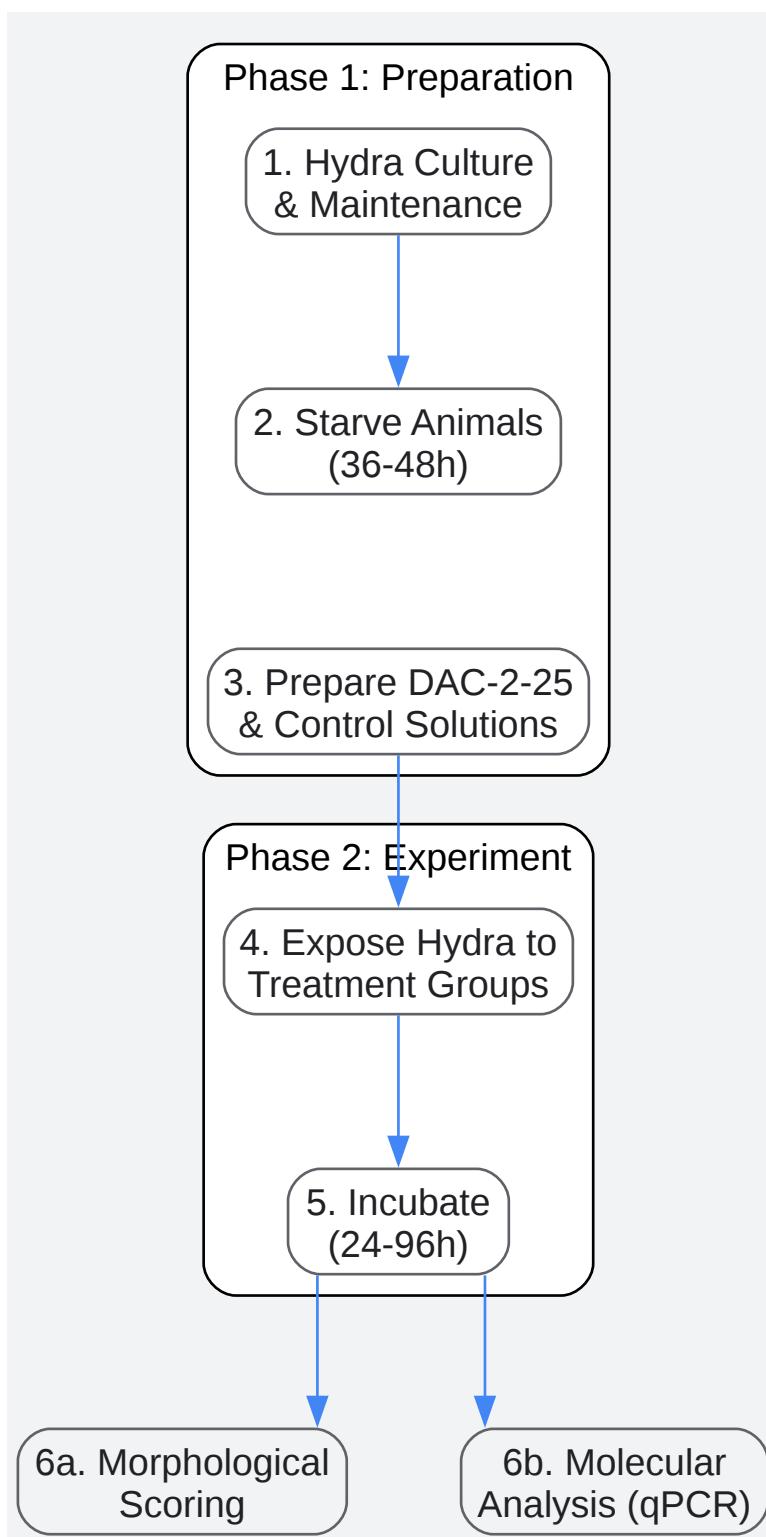 Phase 1: Preparation
1. Hydra Culture
& Maintenance
2. Starve Animals
(36-48h)
3. Prepare DAC-2-25
& Control Solutions
Phase 2: Experiment
4. Expose Hydra to
Treatment Groups
5. Incubate
(24-96h)
6a. Morphological
Scoring
6b. Molecular
Analysis (qPCR)